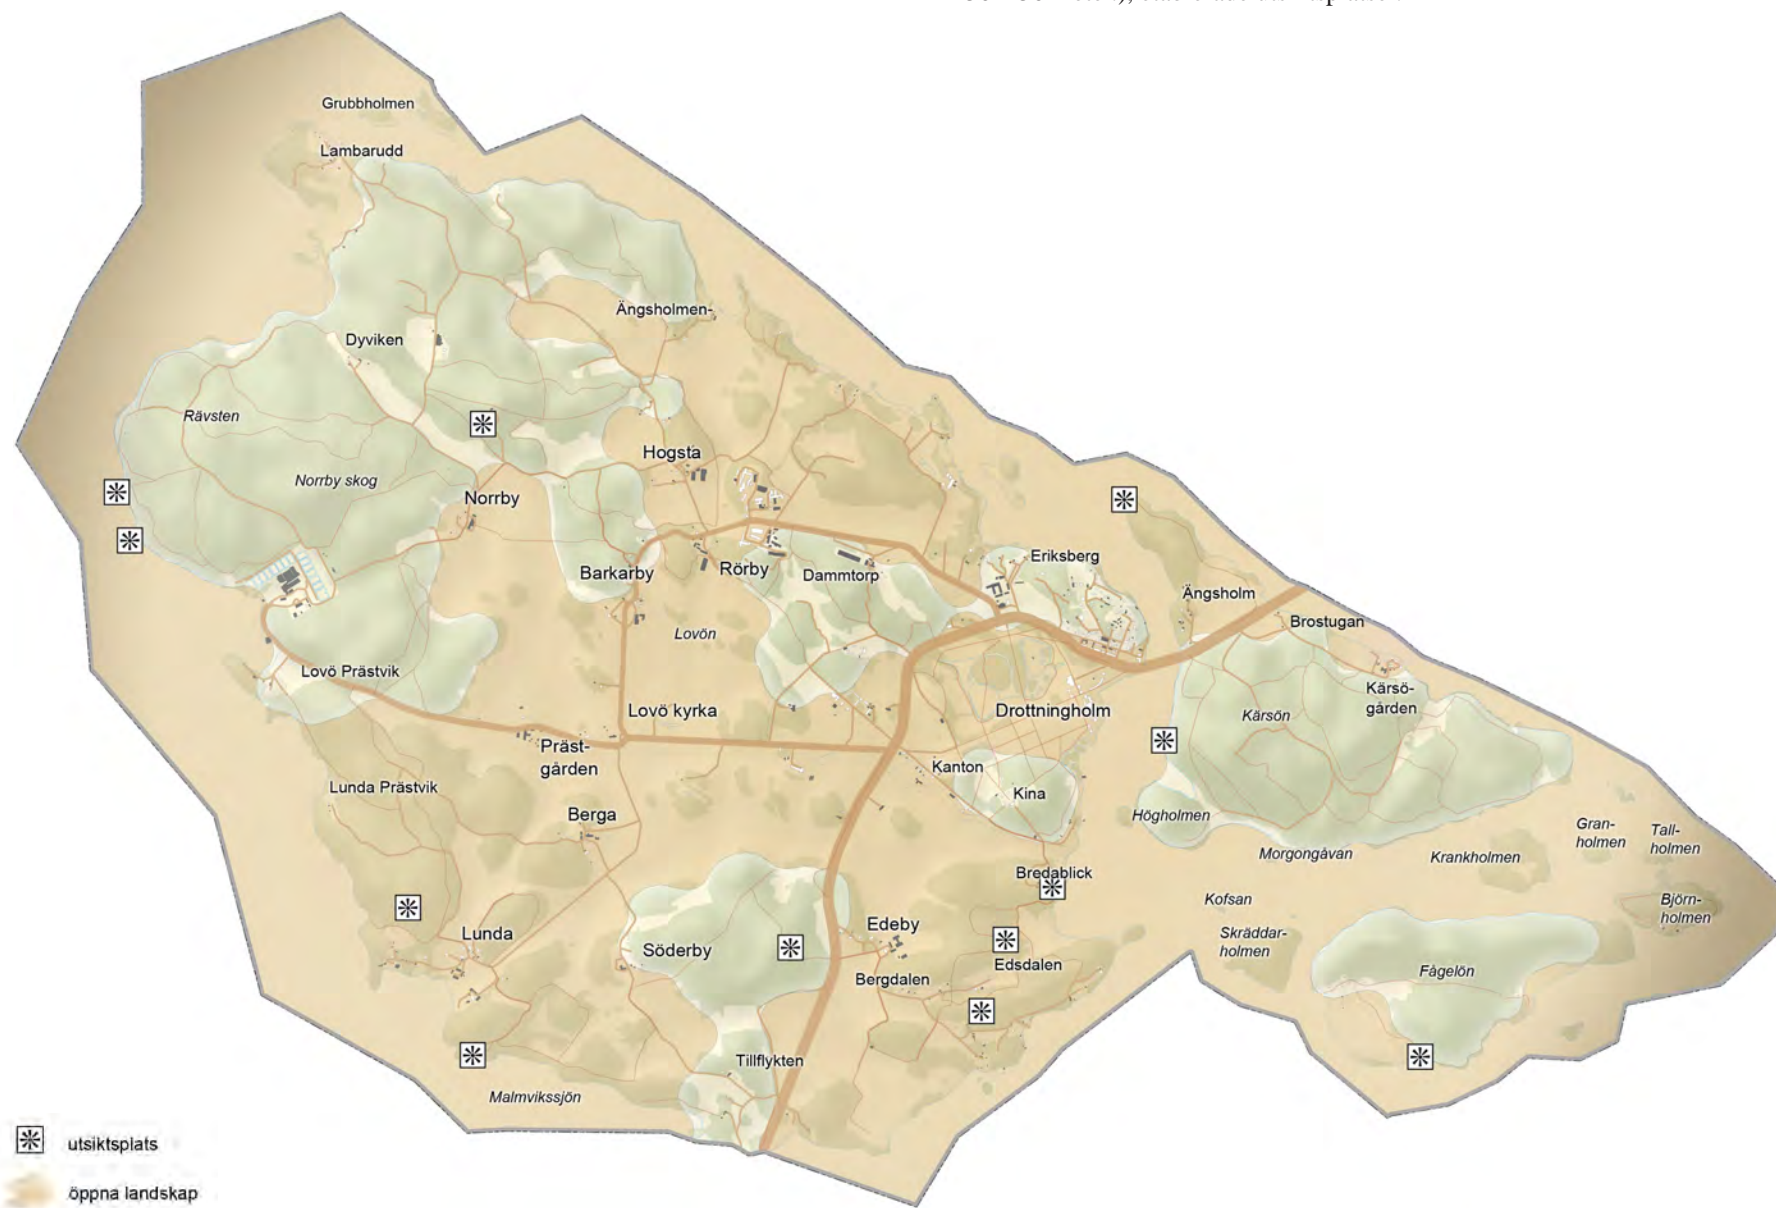 Grubbholmen
Lambarudd
Ängsholmen-
Dyviken
Rävsten
Hogsta
Norrby skog
Norrby
Eriksberg
Barkarby
Rörby
Dammtorp
Ängsholm
Brostugan
Lovön
Lovö Prästvik
Kärsö-
gården
Lovö kyrka
Drottningholm
Kärsön
Präst-
gården
Kanton
Lunda Prästvik
Kina
Berga
Högholmen
Gran-
holmen
Tall-
holmen
Morgongåvan
Krankholmen
Bredablick
Kofsan
Björn-
holmen
Lunda
Söderby
Edeby
Skräddar-
holmen
Edsdalen
Bergdalen
Fågelön
Tillflykten
Malmvikssjön
utsiktsplats
öppna landskap